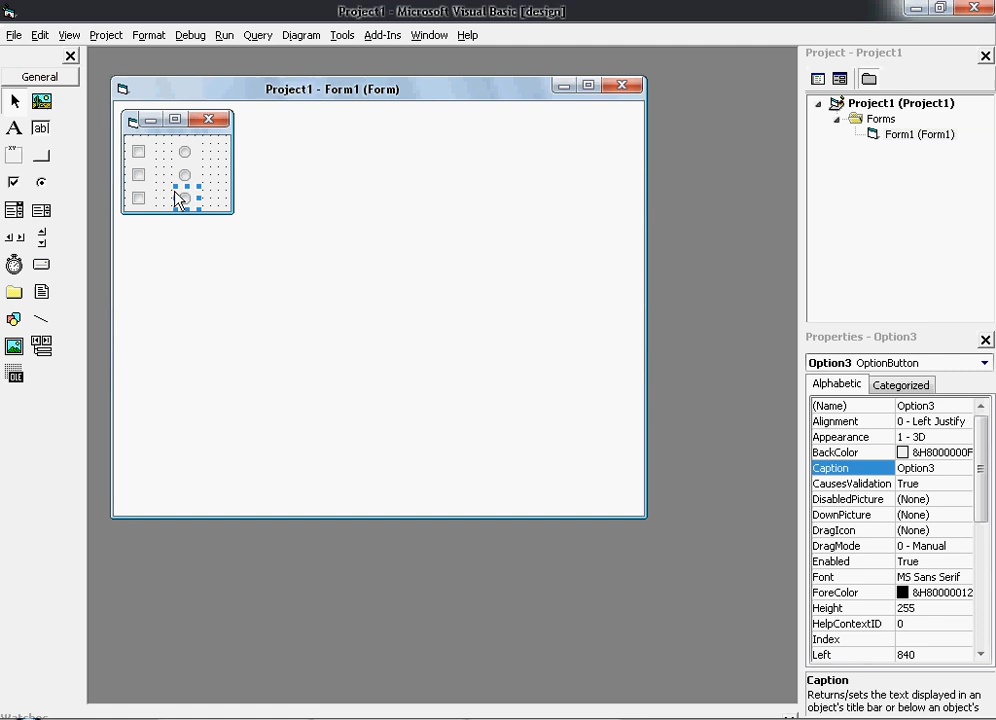 Project1 - Microsoft Visual Basic [design]
File Edit View Project Format Debug Run Query Diagram Tools Add-Ins Window Help
General
A ab|
XY
OLE
Project1 - Form1 (Form)
Project - Project1
Project1 (Project1)
Forms
Form1 (Form1)
Properties - Option3
Option3 OptionButton
Alphabetic Categorized
(Name) Option3
Alignment 0 - Left Justify
Appearance 1 - 3D
BackColor &H8000000F
Caption Option3
CausesValidation True
DisabledPicture (None)
DownPicture (None)
DragIcon (None)
DragMode 0 - Manual
Enabled True
Font MS Sans Serif
ForeColor &H80000012
Height 255
HelpContextID 0
Index
Left 840
Caption
Returns/sets the text displayed in an
object's title bar or below an object's
Watches